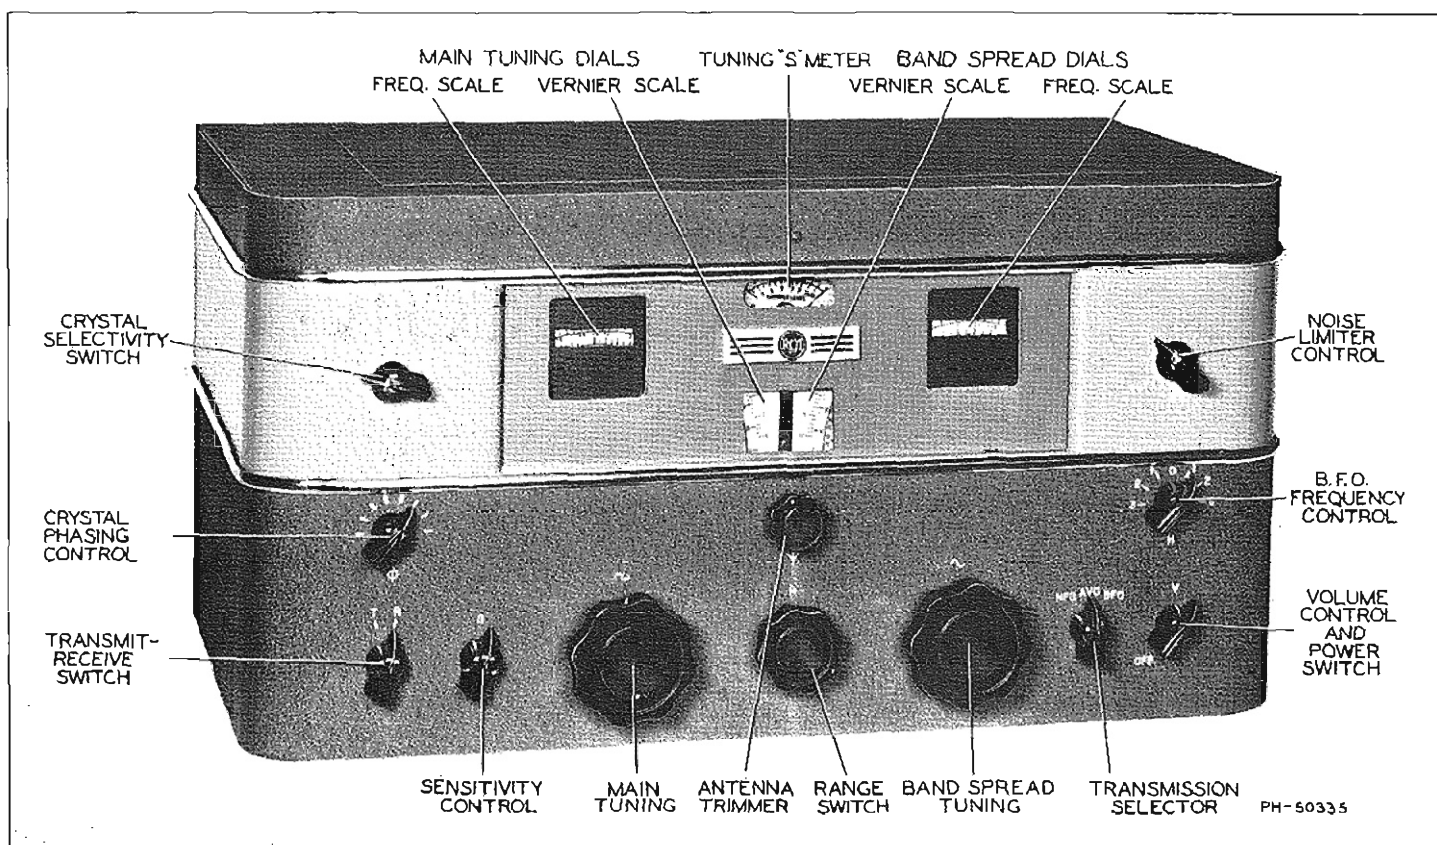 MAIN TUNING DIALS
TUNING "S" METER
BAND SPREAD DIALS
FREQ. SCALE
VERNIER SCALE
VERNIER SCALE
FREQ. SCALE
CRYSTAL
SELECTIVITY
SWITCH
NOISE
LIMITER
CONTROL
RCA
CRYSTAL
PHASING
CONTROL
B.F.O.
FREQUENCY
CONTROL
T R
TRANSMIT-
RECEIVE
SWITCH
AVC BFO
V
OFF
H
VOLUME
CONTROL
AND
POWER
SWITCH
SENSITIVITY
CONTROL
MAIN
TUNING
ANTENNA
TRIMMER
RANGE
SWITCH
BAND SPREAD
TUNING
TRANSMISSION
SELECTOR
PH-50335